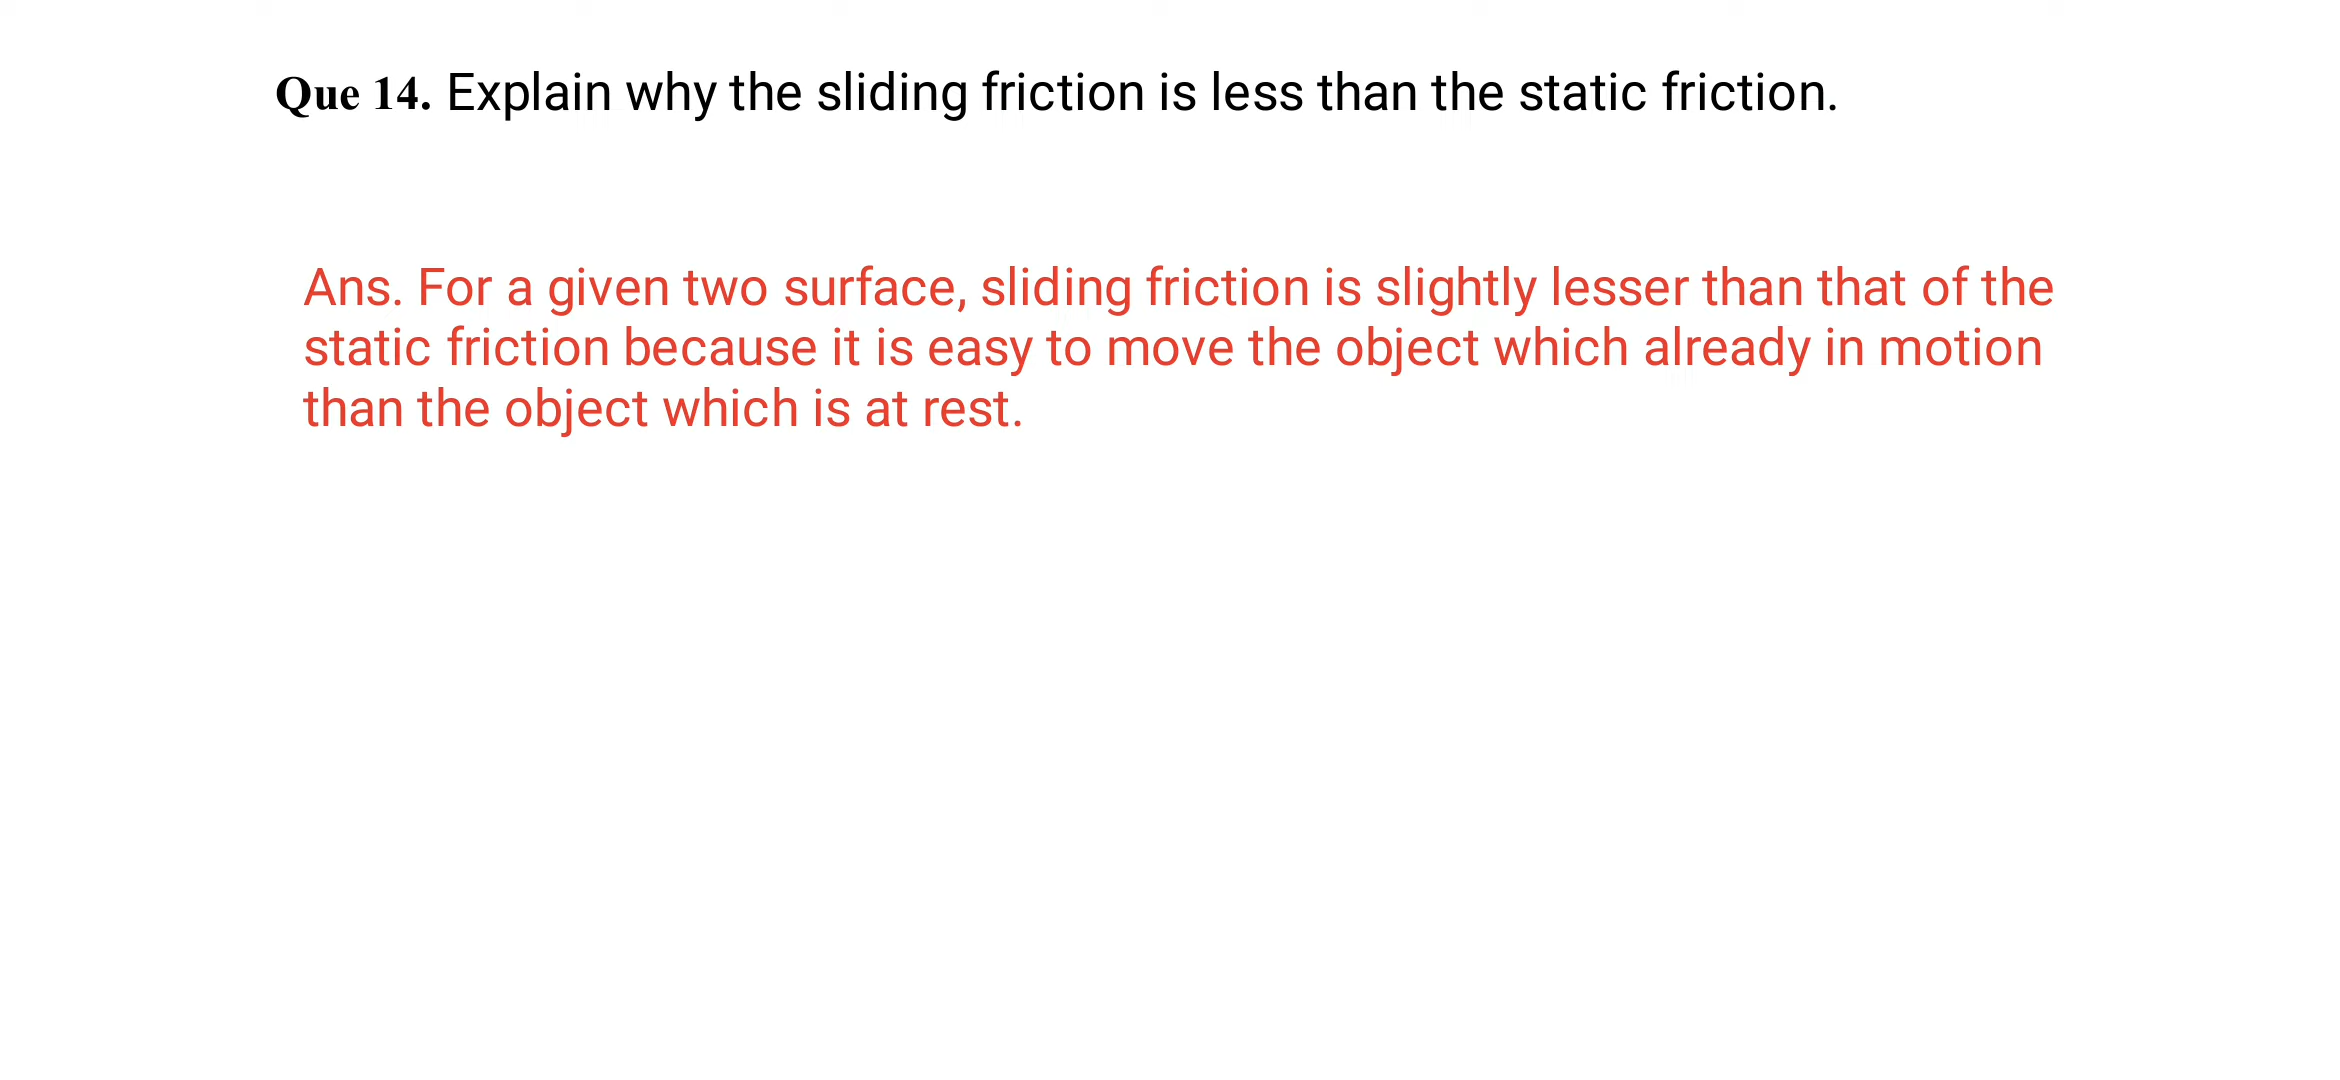 Que 14. Explain why the sliding friction is less than the static friction.
Ans. For a given two surface, sliding friction is slightly lesser than that of the
static friction because it is easy to move the object which already in motion
than the object which is at rest.